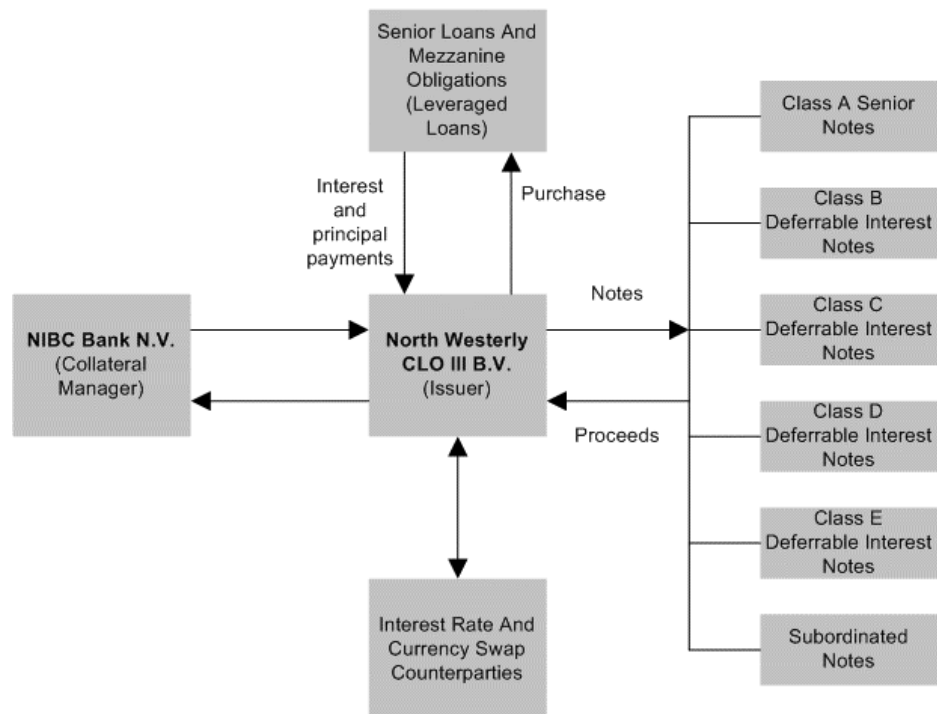 Senior Loans And
Mezzanine
Obligations
(Leveraged
Loans)
Interest
and
principal
payments
Purchase
NIBC Bank N.V.
(Collateral
Manager)
North Westerly
CLO III B.V.
(Issuer)
Notes
Proceeds
Interest Rate And
Currency Swap
Counterparties
Class A Senior
Notes
Class B
Deferrable Interest
Notes
Class C
Deferrable Interest
Notes
Class D
Deferrable Interest
Notes
Class E
Deferrable Interest
Notes
Subordinated
Notes